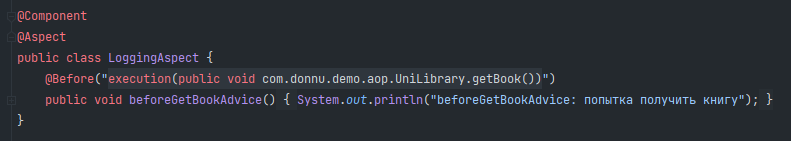 @Component
@Aspect
public class LoggingAspect {
    @Before("execution(public void com.donnu.demo.aop.UniLibrary.getBook())")
    public void beforeGetBookAdvice() { System.out.println("beforeGetBookAdvice: попытка получить книгу"); }
}